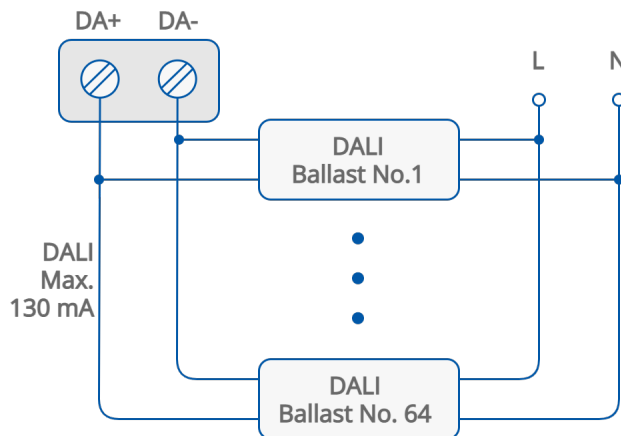 DA+ DA-
L N
DALI
Ballast No.1
DALI
Max.
130 mA
DALI
Ballast No. 64